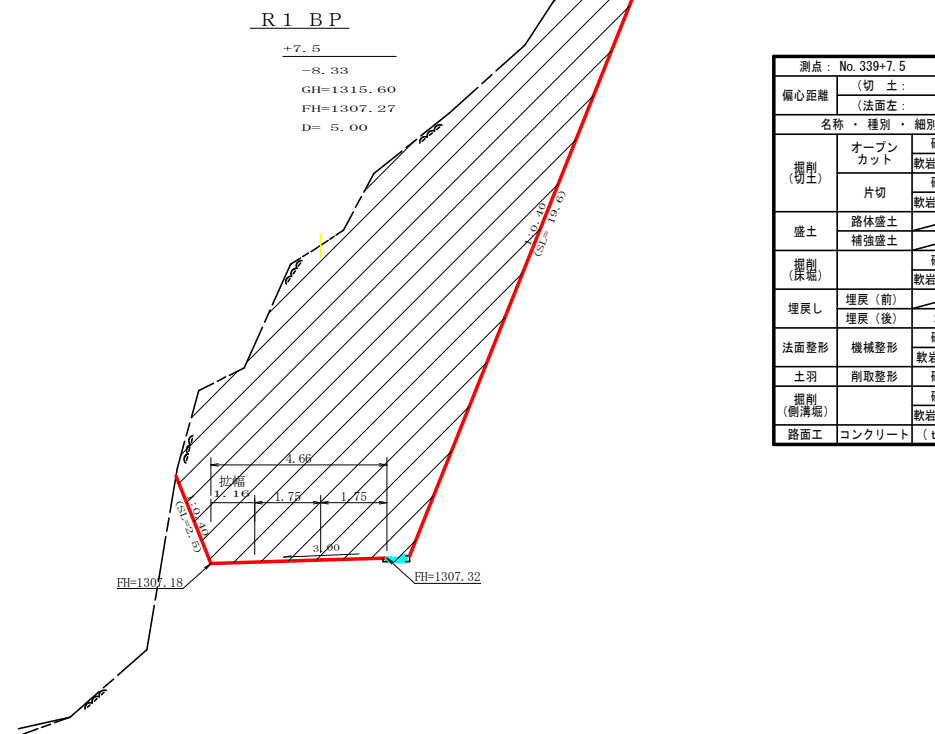 R1 BP
+7.5
-8.33
GH=1315.60
FH=1307.27
D= 5.00
1:0.40
(SL= 19.6)
4.66
拡幅
1.16
1.75
1.75
1:0.40
(SL=2.5)
3.00
FH=1307.18
FH=1307.32
測点： No.339+7.5
偏心距離
（切 土：
（法面左：
名称 ・ 種別 ・ 細別
掘削
（切土）
オープン
カット
軟岩
片切
軟岩
盛土
路体盛土
補強盛土
掘削
（床堀）
軟岩
埋戻し
埋戻（前）
埋戻（後）
法面整形
機械整形
軟岩
土羽
削取整形
掘削
（側溝堀）
軟岩
路面工
コンクリート
（t